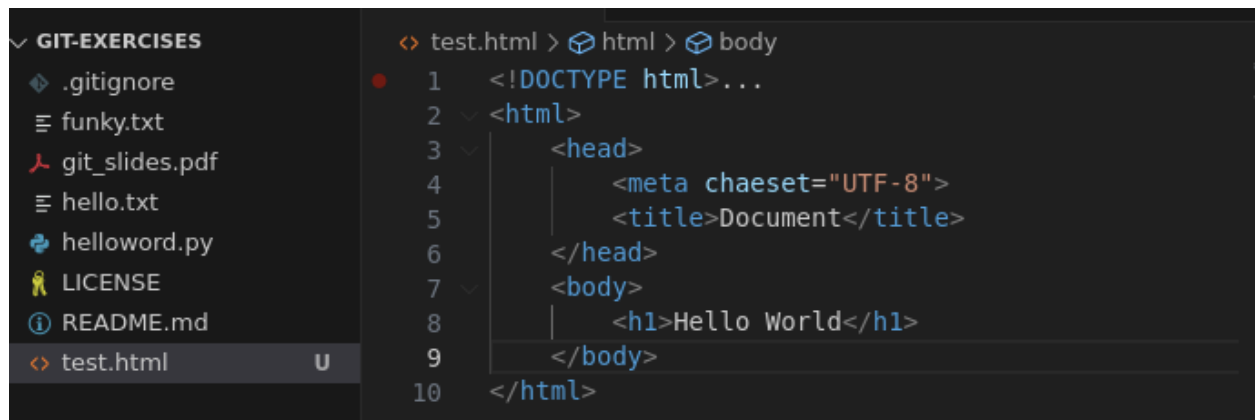 GIT-EXERCISES
.gitignore
funky.txt
git_slides.pdf
hello.txt
helloword.py
LICENSE
README.md
test.html U
test.html > html > body
1 <!DOCTYPE html>...
2 <html>
3 <head>
4 <meta chaeset="UTF-8">
5 <title>Document</title>
6 </head>
7 <body>
8 <h1>Hello World</h1>
9 </body>
10 </html>